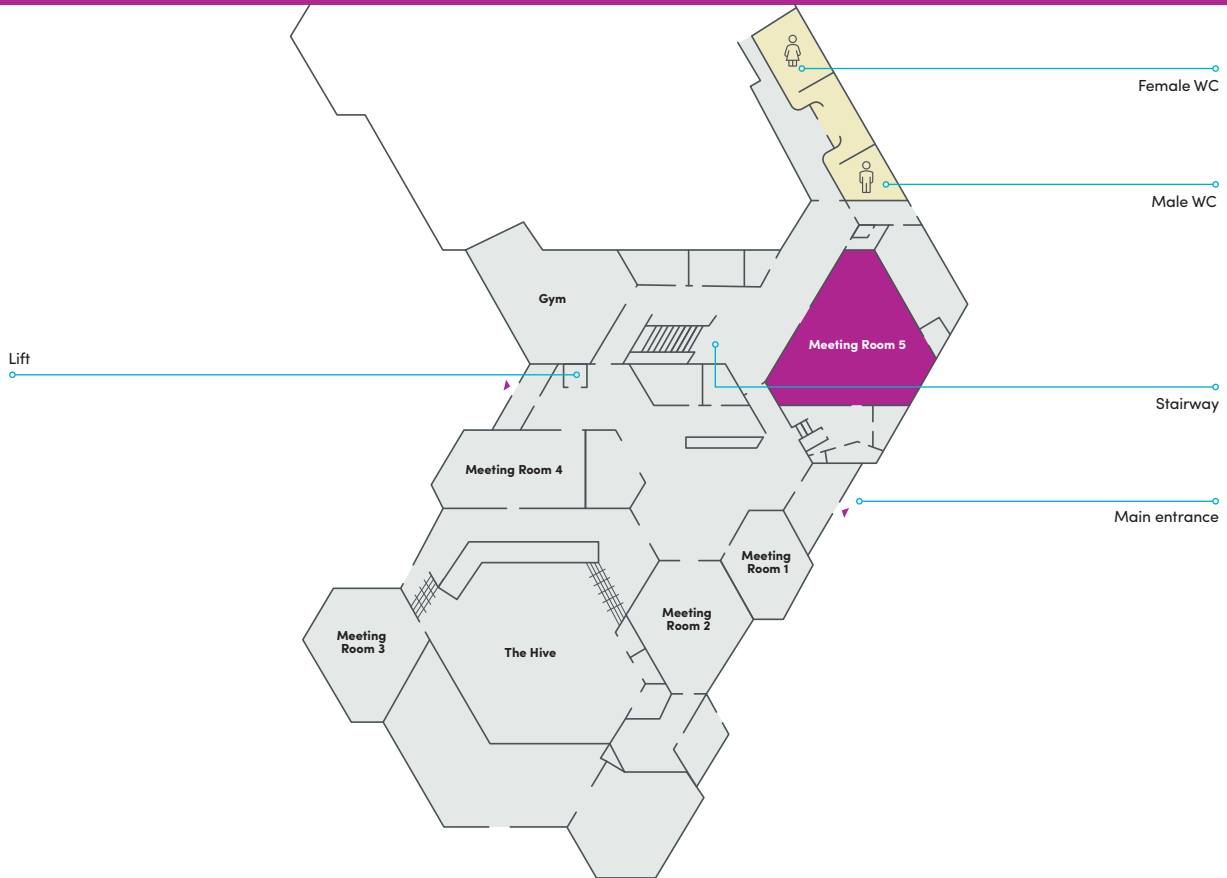 Female WC
Male WC
Gym
Meeting Room 5
Lift
Stairway
Meeting Room 4
Main entrance
Meeting
Room 1
Meeting
Room 2
Meeting
Room 3
The Hive